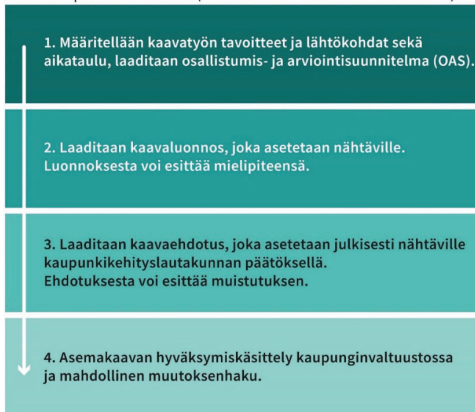 1. Määritellään kaavatyön tavoitteet ja lähtökohdat sekä
aikataulu, laaditaan osallistumis- ja arviointisuunnitelma (OAS).
2. Laaditaan kaavaluonnos, joka asetetaan nähtäville.
Luonnoksesta voi esittää mielipiteensä.
3. Laaditaan kaavaehdotus, joka asetetaan julkisesti nähtäville
kaupunkikehityslautakunnan päätöksellä.
Ehdotuksesta voi esittää muistutuksen.
4. Asemakaavan hyväksymiskäsittely kaupunginvaltuustossa
ja mahdollinen muutoksenhaku.